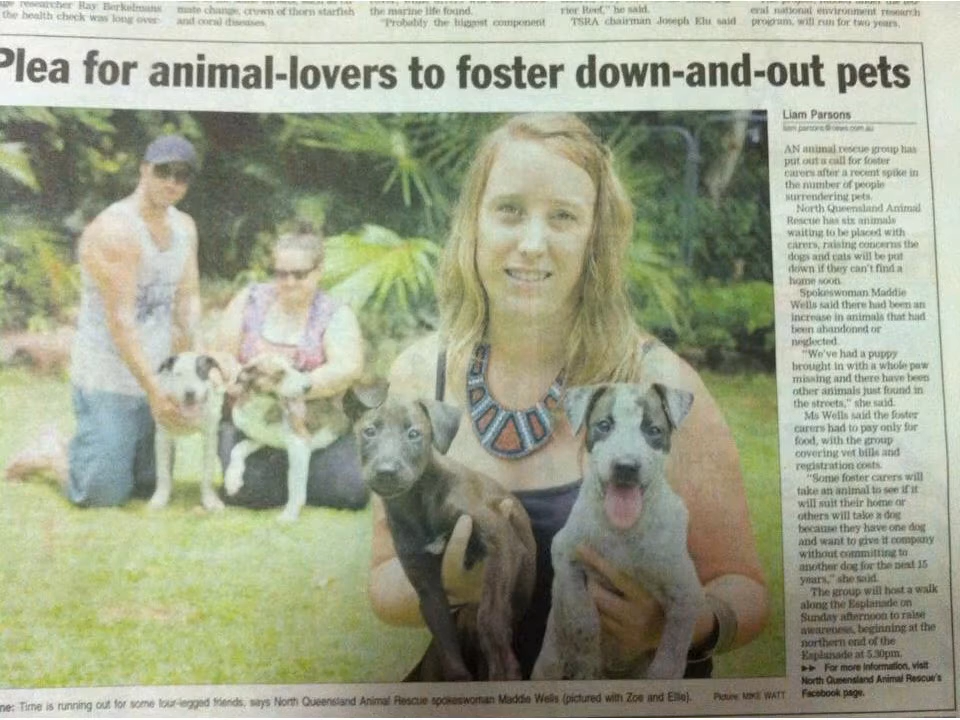 researcher Ray Berkelmans
the health check was long over-
mate change, crown of thorn starfish
and coral diseases.
the marine life found.
"Probably the biggest component
rier Reef," he said.
TSRA chairman Joseph Elu said
eral national environment research
program, will run for two years.
Plea for animal-lovers to foster down-and-out pets
Liam Parsons
liam.parsons@news.com.au
AN animal rescue group has
put out a call for foster
carers after a recent spike in
the number of people
surrendering pets.
North Queensland Animal
Rescue has six animals
waiting to be placed with
carers, raising concerns the
dogs and cats will be put
down if they can't find a
home soon.
Spokeswoman Maddie
Wells said there had been an
increase in animals that had
been abandoned or
neglected.
"We've had a puppy
brought in with a whole paw
missing and there have been
other animals just found in
the streets," she said.
Ms Wells said the foster
carers had to pay only for
food, with the group
covering vet bills and
registration costs.
"Some foster carers will
take an animal to see if it
will suit their home or
others will take a dog
because they have one dog
and want to give it company
without committing to
another dog for the next 15
years," she said.
The group will host a walk
along the Esplanade on
Sunday afternoon to raise
awareness, beginning at the
northern end of the
Esplanade at 5.30pm.
▸▸ For more information, visit
North Queensland Animal Rescue's
Facebook page.
ne: Time is running out for some four-legged friends, says North Queensland Animal Rescue spokeswoman Maddie Wells (pictured with Zoe and Ellie). Picture: MIKE WATT